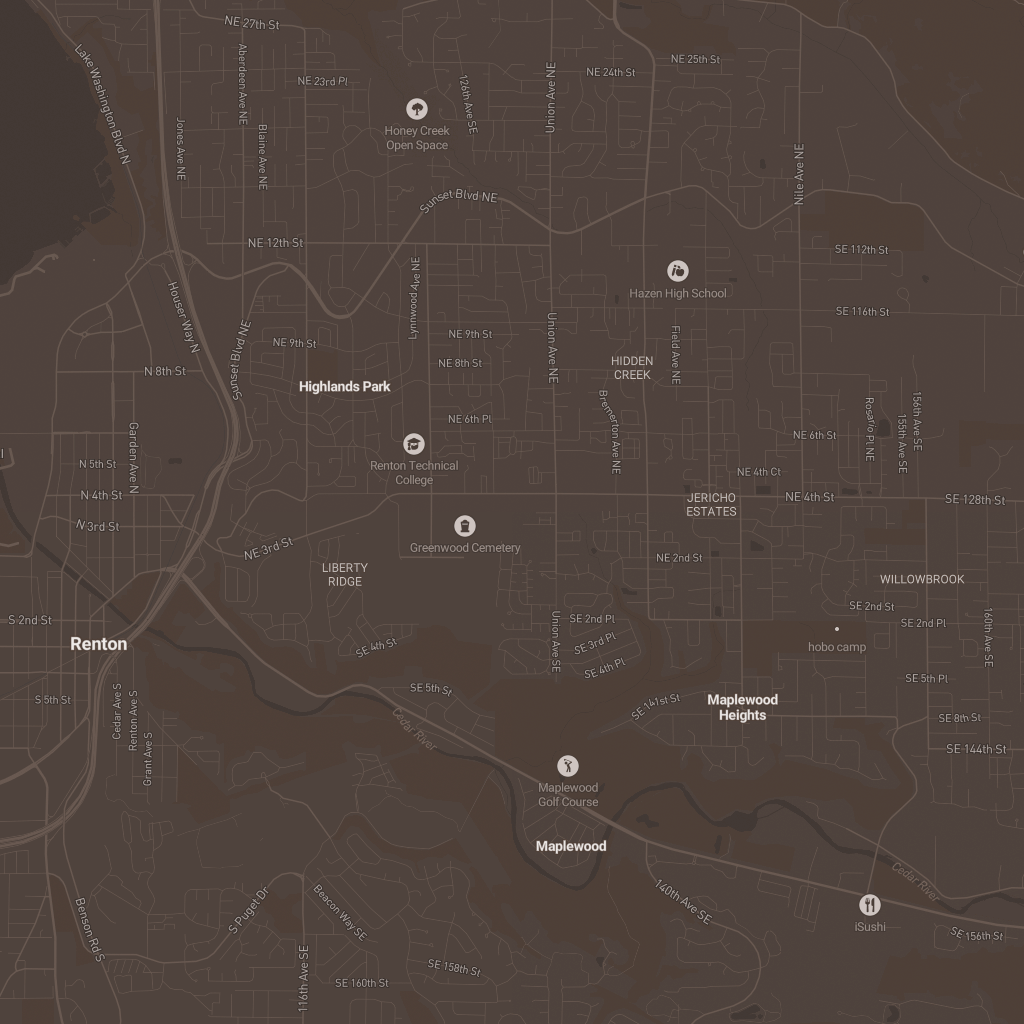 NE 27th St
Lake Washington Blvd N
Aberdeen Ave NE
NE 23rd Pl
126th Ave SE
Union Ave NE
NE 24th St
NE 25th St
Honey Creek
Open Space
Jones Ave NE
Blaine Ave NE
Nile Ave NE
Sunset Blvd NE
NE 12th St
SE 112th St
Lynnwood Ave NE
Hazen High School
Houser Way N
SE 116th St
Sunset Blvd NE
NE 9th St
NE 9th St
Union Ave NE
Field Ave NE
NE 8th St
HIDDEN
CREEK
N 8th St
Highlands Park
Bremerton Ave NE
NE 6th Pl
Rosario Pl NE
155th Ave SE
156th Ave SE
NE 6th St
Garden Ave N
N 5th St
Renton Technical
College
NE 4th Ct
N 4th St
JERICHO
ESTATES
NE 4th St
SE 128th St
N 3rd St
NE 3rd St
Greenwood Cemetery
NE 2nd St
LIBERTY
RIDGE
WILLOWBROOK
SE 2nd St
S 2nd St
Union Ave SE
SE 2nd Pl
SE 2nd Pl
160th Ave SE
Renton
SE 4th St
SE 3rd Pl
hobo camp
SE 4th Pl
SE 5th Pl
SE 5th St
S 5th St
Cedar Ave S
Renton Ave S
Grant Ave S
SE 141st St
Maplewood
Heights
Cedar River
SE 8th St
SE 144th St
Maplewood
Golf Course
Maplewood
Cedar River
140th Ave SE
iSushi
SE 156th St
Benson Rd S
S Puget Dr
Beacon Way SE
116th Ave SE
SE 158th St
SE 160th St